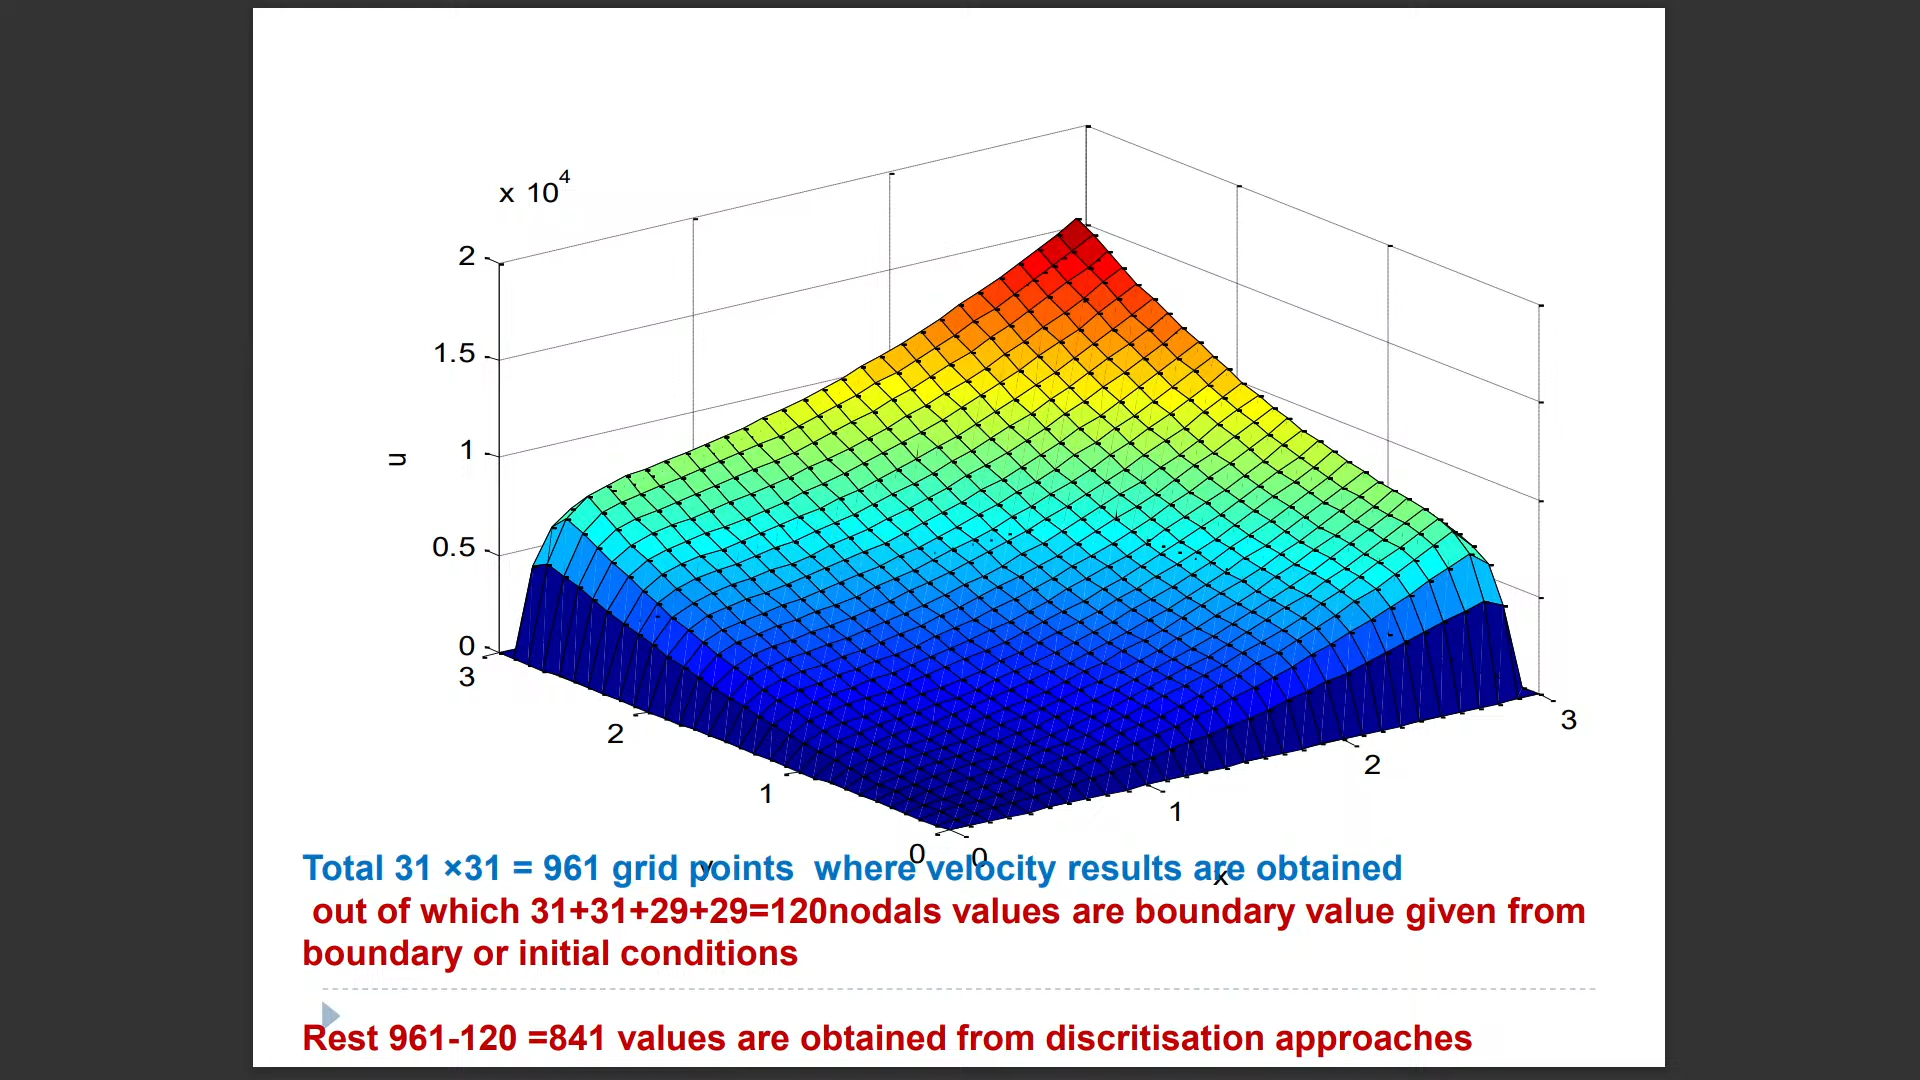 x 10^4
2
1.5
1
0.5
0
u
3
2
1
0
0
1
2
3
y
x
Total 31 ×31 = 961 grid points  where velocity results are obtained
out of which 31+31+29+29=120nodals values are boundary value given from
boundary or initial conditions
Rest 961-120 =841 values are obtained from discritisation approaches